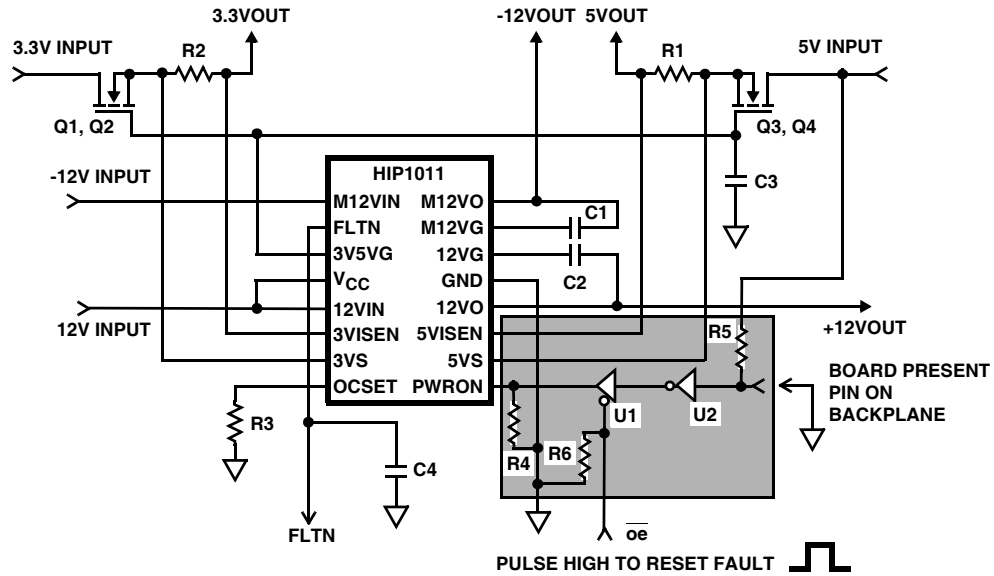 3.3VOUT
-12VOUT 5VOUT
3.3V INPUT
R2
R1
5V INPUT
Q1, Q2
Q3, Q4
-12V INPUT
HIP1011
C3
M12VIN
M12VO
C1
FLTN
M12VG
3V5VG
12VG
VCC
GND
C2
12VIN
12VO
12V INPUT
+12VOUT
3VISEN
5VISEN
R5
3VS
5VS
OCSET
PWRON
BOARD PRESENT
PIN ON
BACKPLANE
U1
U2
R3
R4
R6
C4
FLTN
oe
PULSE HIGH TO RESET FAULT